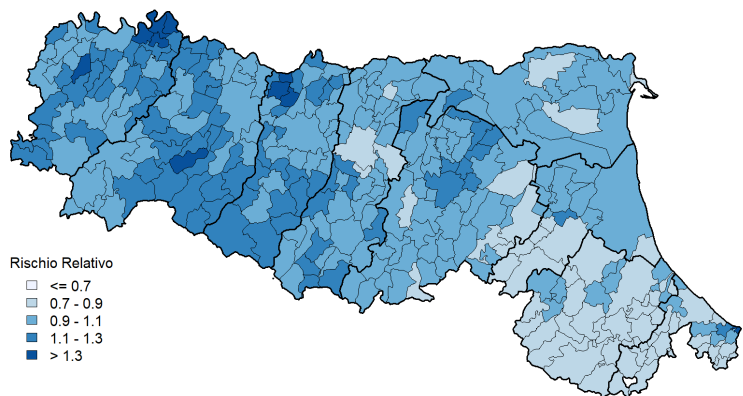 Rischio Relativo
<= 0.7
0.7 - 0.9
0.9 - 1.1
1.1 - 1.3
> 1.3